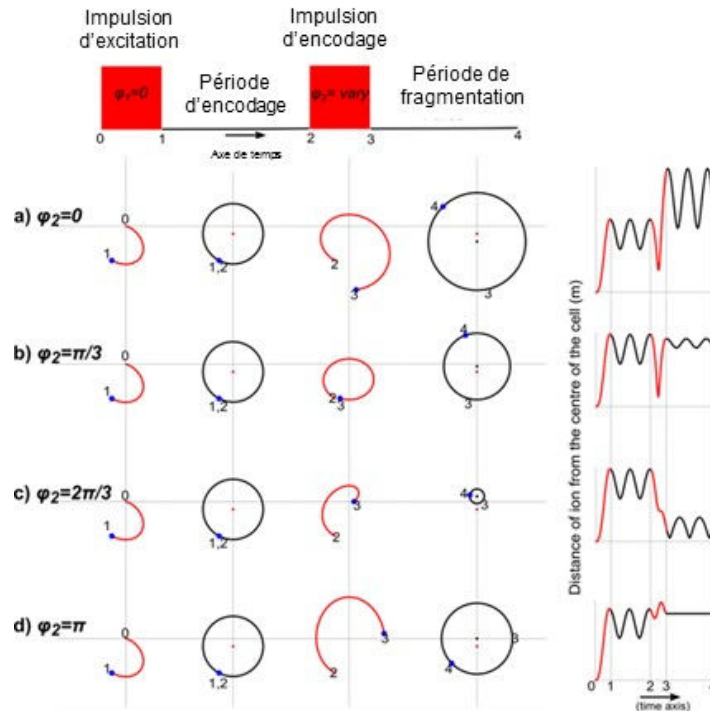 Impulsion
d'excitation
Impulsion
d'encodage
Période
d'encodage
Période de
fragmentation
φ₁=0
φ₂= vary
0 1 2 3 4
Axe de temps
a) φ₂=0
0
1
1,2
2
3
4
3
b) φ₂=π/3
0
1
1,2
2
3
4
3
c) φ₂=2π/3
0
1
1,2
2
3
4
3
d) φ₂=π
0
1
1,2
2
3
4
3
Distance of ion from the centre of the cell (m)
0 1 2 3 4
(time axis)